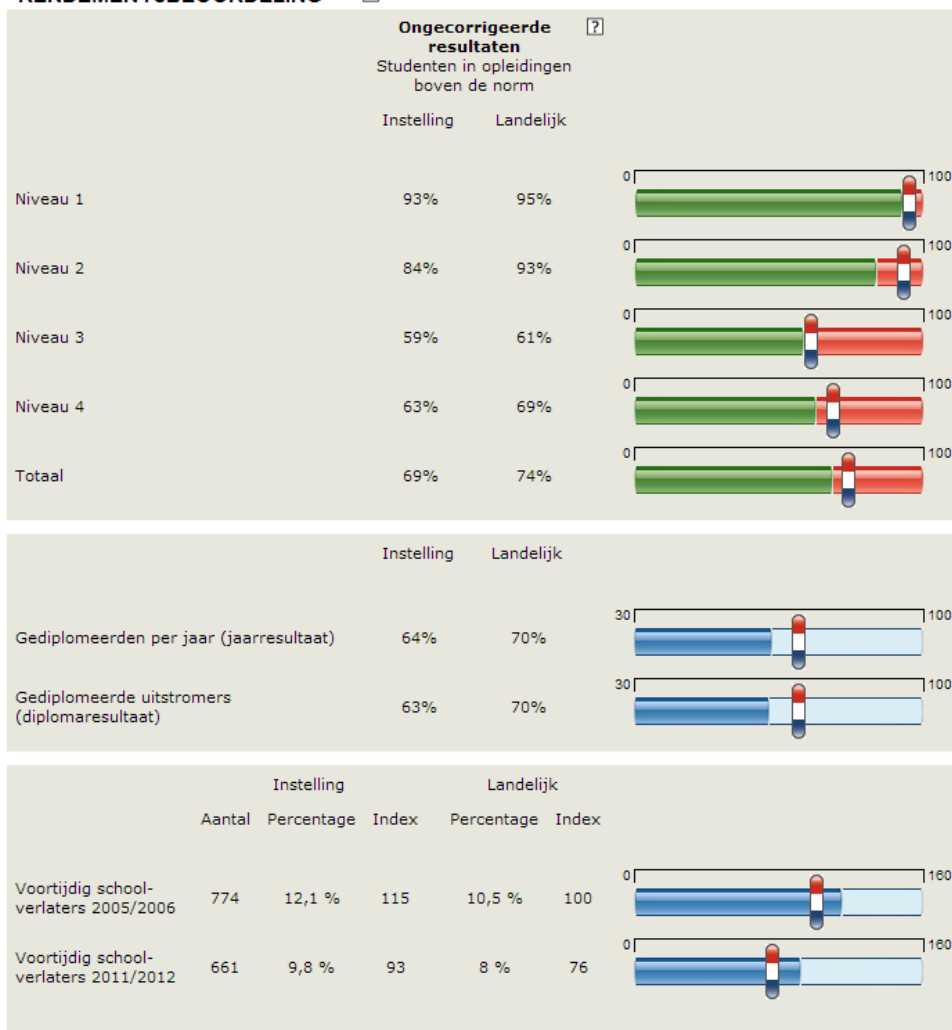 RENDEMENTSBEOORDELING
Ongecorrigeerde ?
resultaten
Studenten in opleidingen
boven de norm
Instelling Landelijk
0 100
Niveau 1 93% 95%
0 100
Niveau 2 84% 93%
0 100
Niveau 3 59% 61%
0 100
Niveau 4 63% 69%
0 100
Totaal 69% 74%
Instelling Landelijk
30 100
Gediplomeerden per jaar (jaarresultaat) 64% 70%
30 100
Gediplomeerde uitstromers
(diplomaresultaat) 63% 70%
Instelling Landelijk
Aantal Percentage Index Percentage Index
0 160
Voortijdig school-
verlaters 2005/2006 774 12,1 % 115 10,5 % 100
0 160
Voortijdig school-
verlaters 2011/2012 661 9,8 % 93 8 % 76